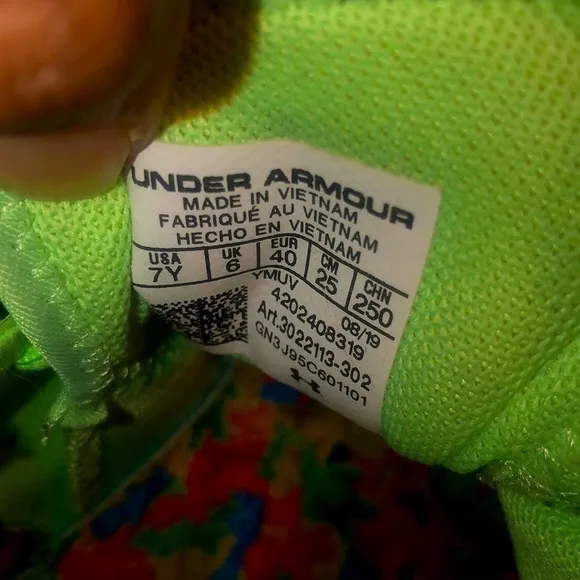 UNDER ARMOUR
MADE IN VIETNAM
FABRIQUÉ AU VIETNAM
HECHO EN VIETNAM
USA UK EUR CM CHN
7Y 6 40 25 250
YMUV 08/19
4202408319
Art.3022113-302
GN3J95C601101